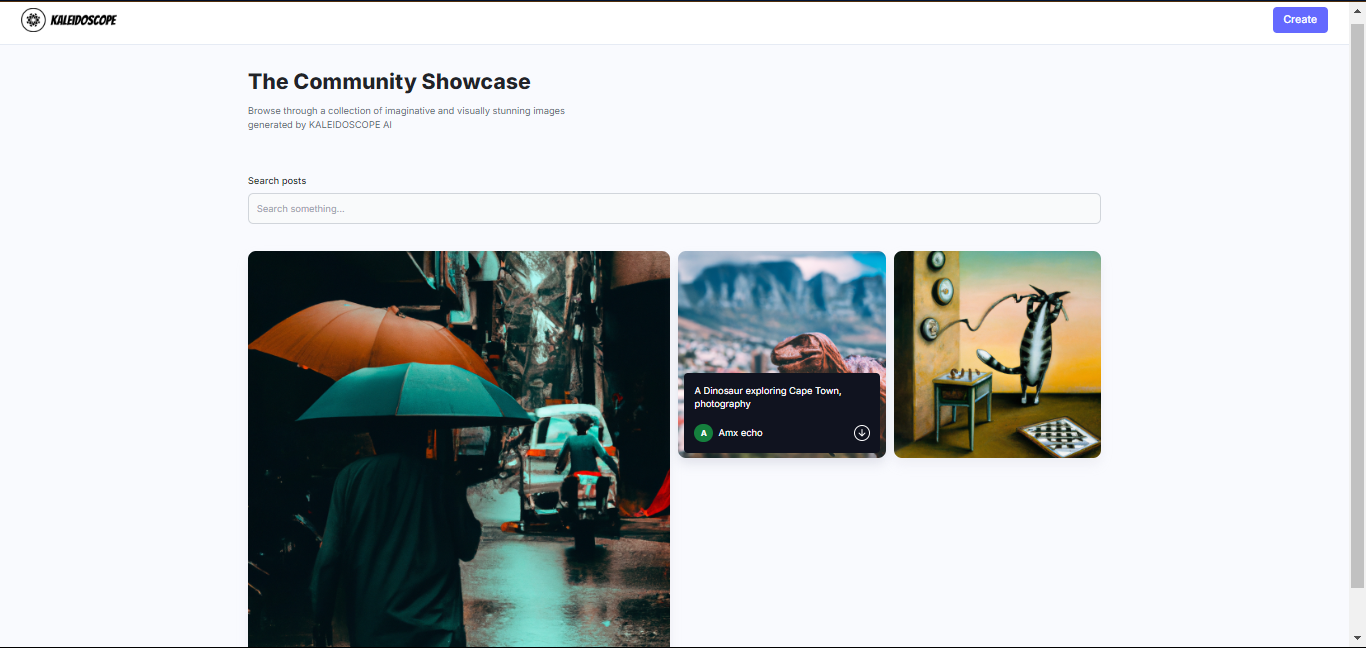 KALEIDOSCOPE
Create
The Community Showcase
Browse through a collection of imaginative and visually stunning images
generated by KALEIDOSCOPE AI
Search posts
Search something...
A Dinosaur exploring Cape Town,
photography
A
Amx echo